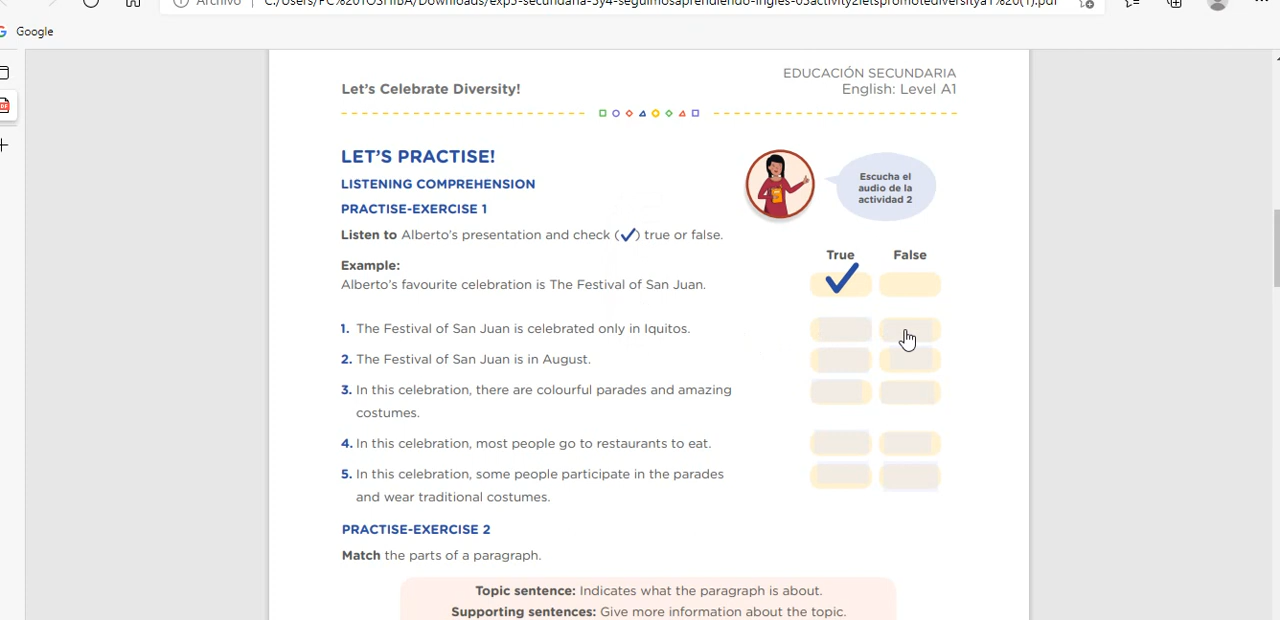 Archivo
Google
Let's Celebrate Diversity!
EDUCACIÓN SECUNDARIA
English: Level A1
LET'S PRACTISE!
LISTENING COMPREHENSION
PRACTISE-EXERCISE 1
Escucha el
audio de la
actividad 2
Listen to Alberto's presentation and check (✓) true or false.
True False
Example:
Alberto's favourite celebration is The Festival of San Juan.
1. The Festival of San Juan is celebrated only in Iquitos.
2. The Festival of San Juan is in August.
3. In this celebration, there are colourful parades and amazing
costumes.
4. In this celebration, most people go to restaurants to eat.
5. In this celebration, some people participate in the parades
and wear traditional costumes.
PRACTISE-EXERCISE 2
Match the parts of a paragraph.
Topic sentence: Indicates what the paragraph is about.
Supporting sentences: Give more information about the topic.